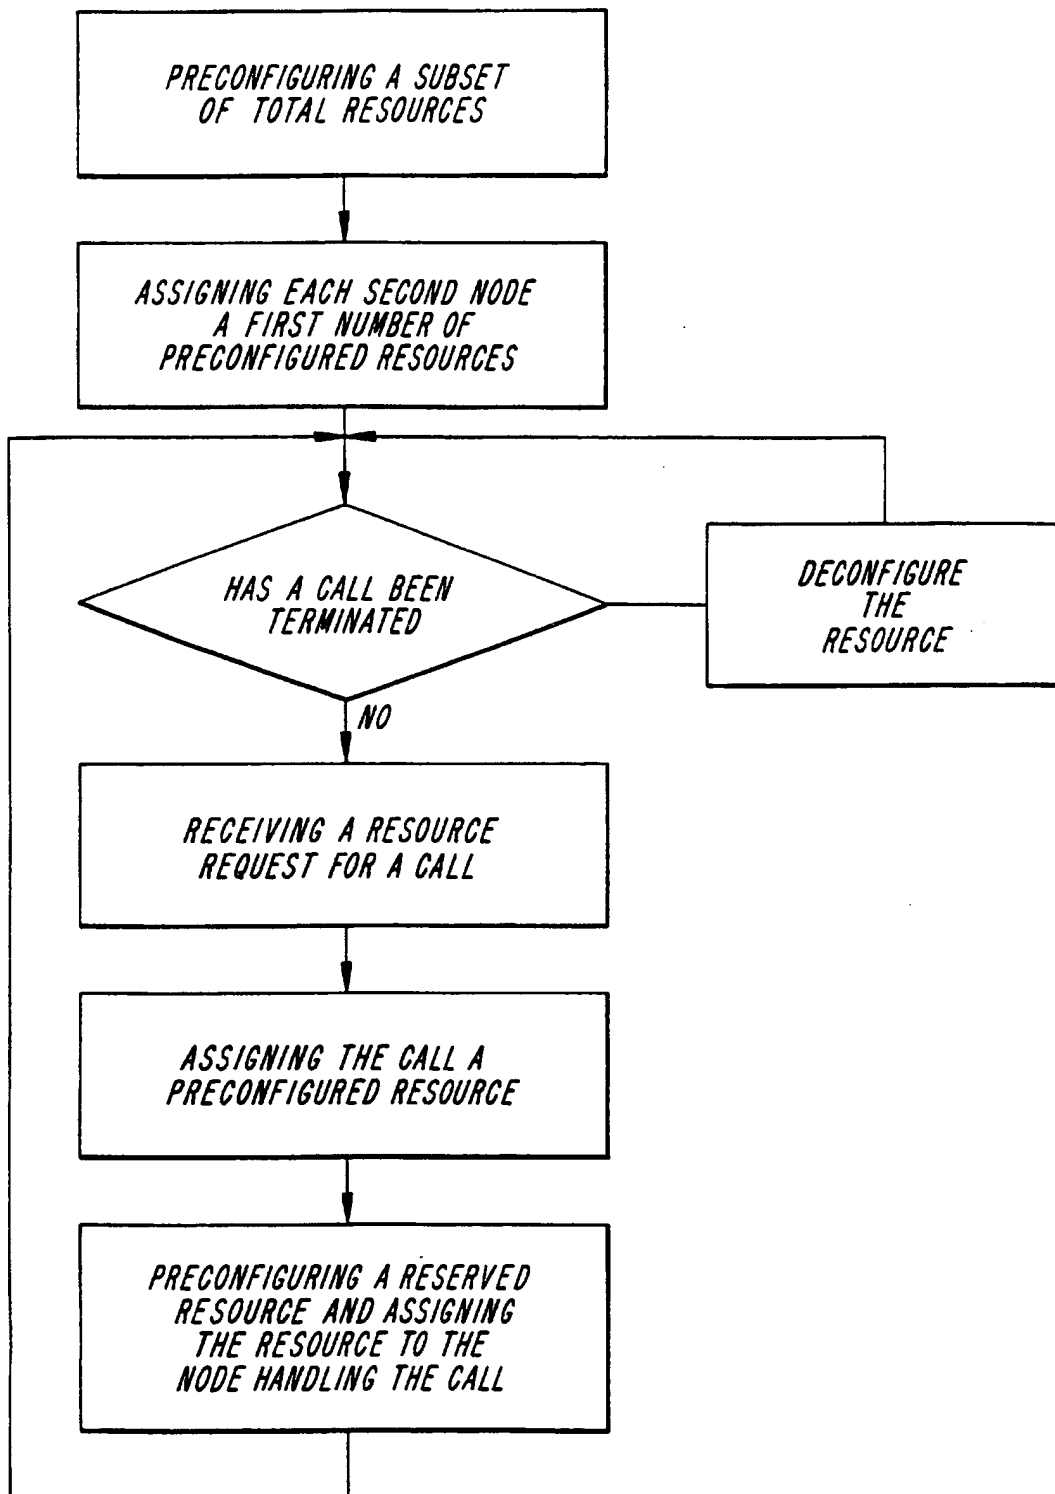 PRECONFIGURING A SUBSET
OF TOTAL RESOURCES
ASSIGNING EACH SECOND NODE
A FIRST NUMBER OF
PRECONFIGURED RESOURCES
HAS A CALL BEEN
TERMINATED
DECONFIGURE
THE
RESOURCE
NO
RECEIVING A RESOURCE
REQUEST FOR A CALL
ASSIGNING THE CALL A
PRECONFIGURED RESOURCE
PRECONFIGURING A RESERVED
RESOURCE AND ASSIGNING
THE RESOURCE TO THE
NODE HANDLING THE CALL